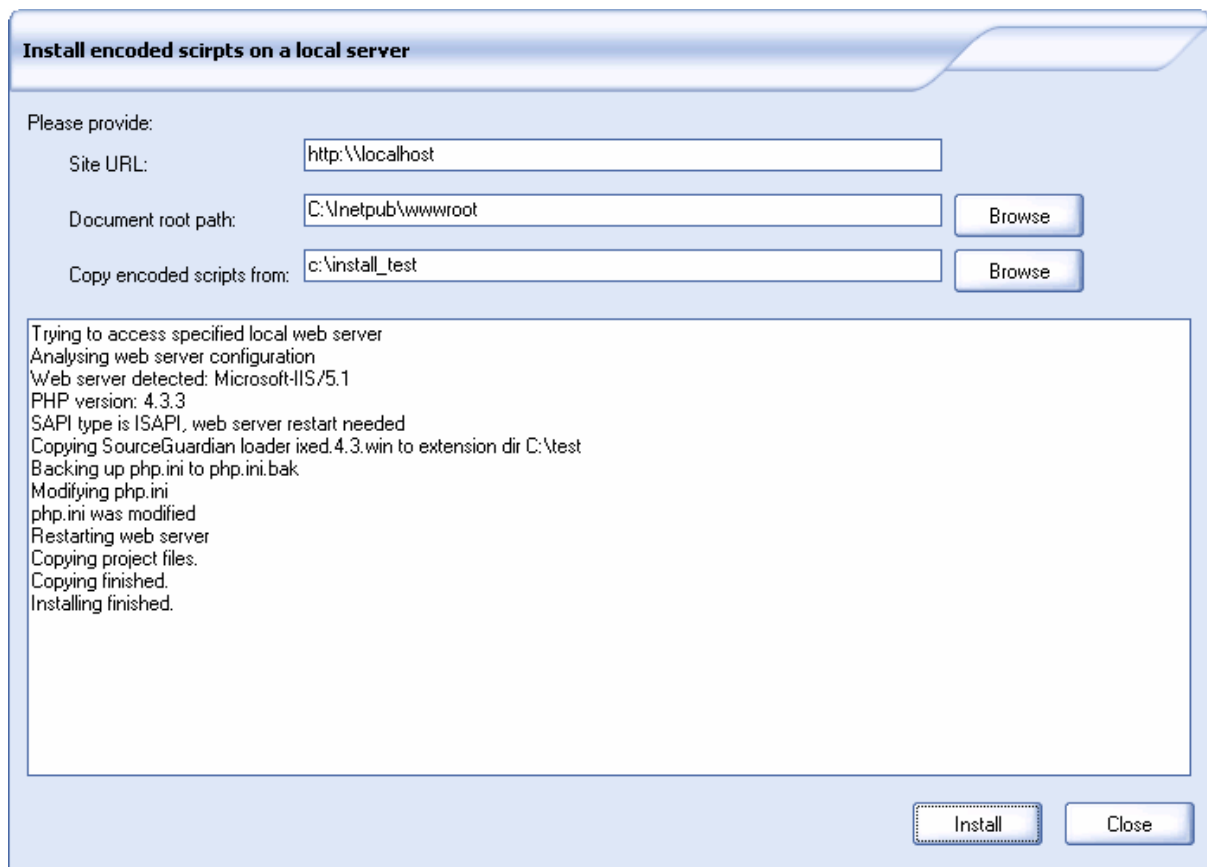 Install encoded scirpts on a local server
Please provide:
Site URL: http:\\localhost
Document root path: C:\Inetpub\wwwroot Browse
Copy encoded scripts from: c:\install_test Browse
Trying to access specified local web server
Analysing web server configuration
Web server detected: Microsoft-IIS/5.1
PHP version: 4.3.3
SAPI type is ISAPI, web server restart needed
Copying SourceGuardian loader ixed.4.3.win to extension dir C:\test
Backing up php.ini to php.ini.bak
Modifying php.ini
php.ini was modified
Restarting web server
Copying project files.
Copying finished.
Installing finished.
Install Close